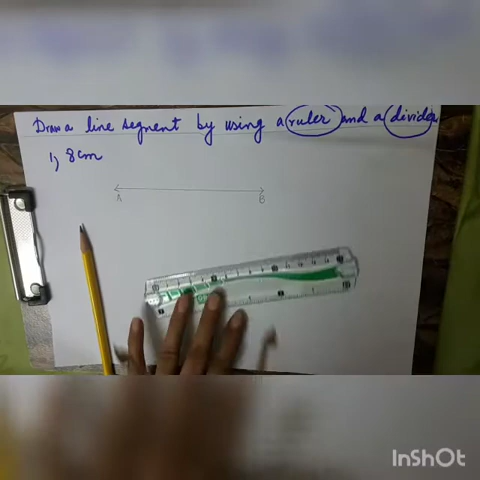 Draw a line segment by using a ruler and a divider
1) 8cm
A B
InShOt